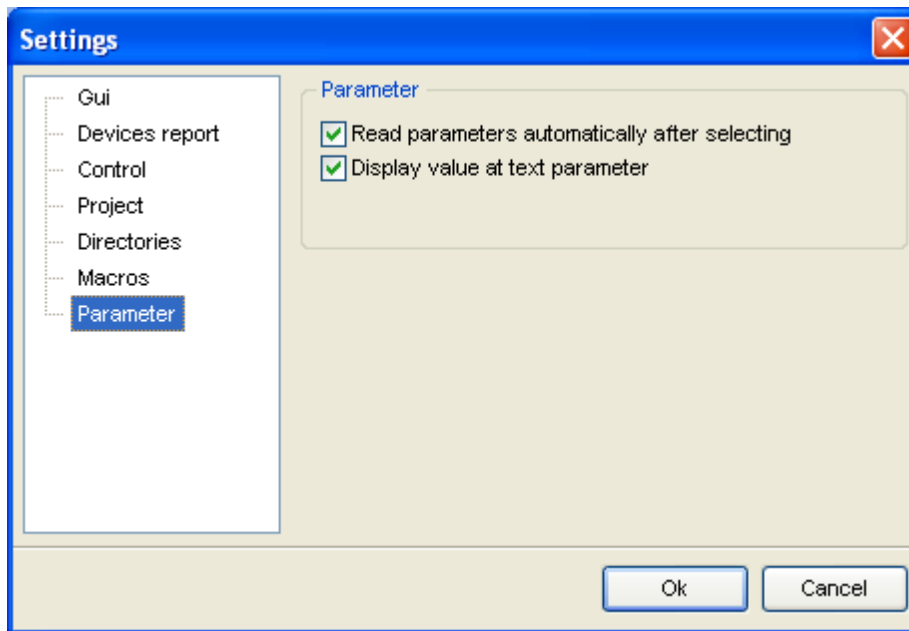 Settings
Gui
Devices report
Control
Project
Directories
Macros
Parameter
Parameter
Read parameters automatically after selecting
Display value at text parameter
Ok
Cancel